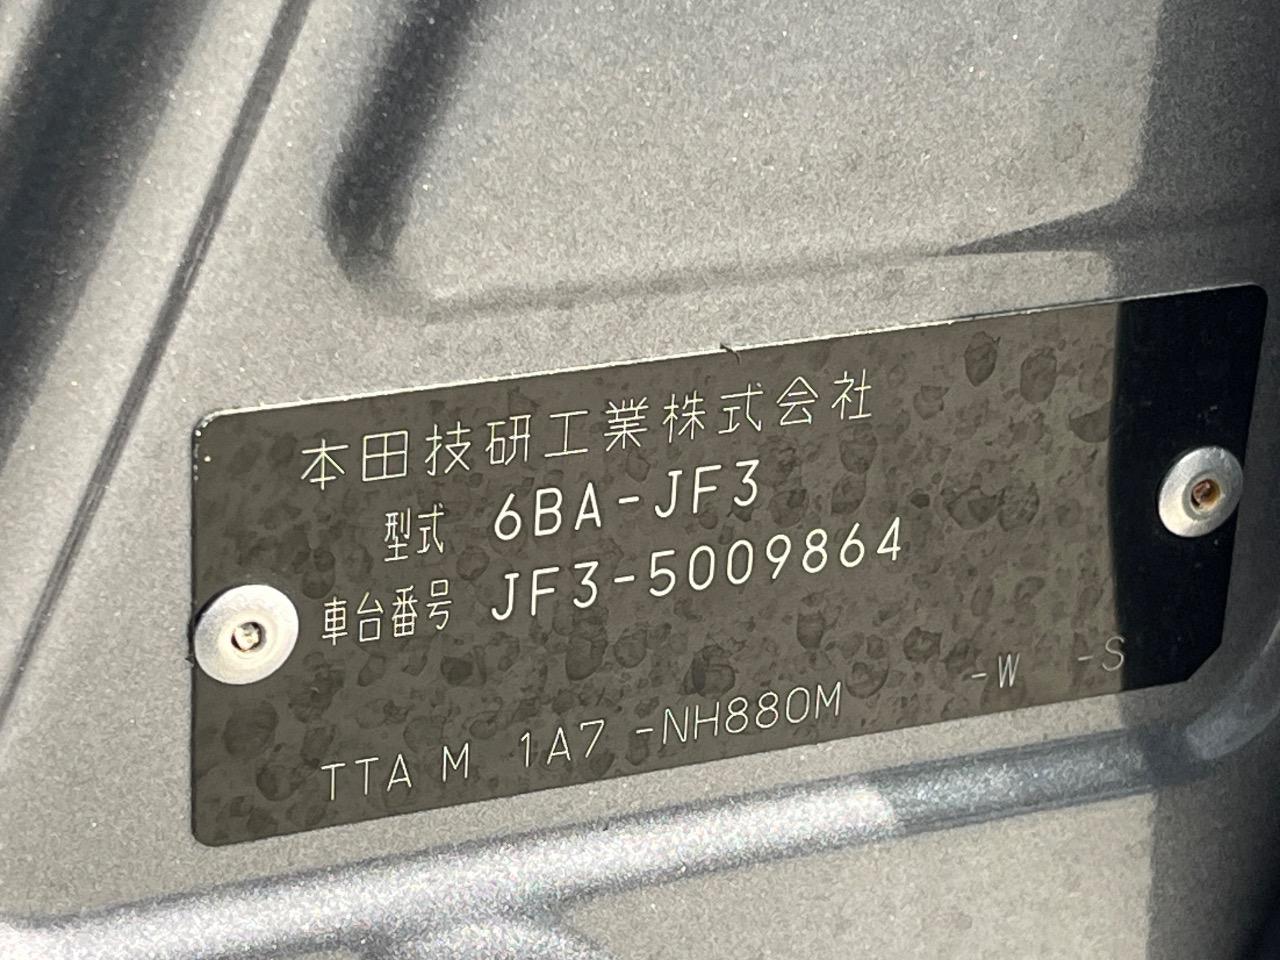 本田技研工業株式会社
型式 6BA-JF3
車台番号 JF3-5009864
TTA M 1A7 -NH880M -W -S